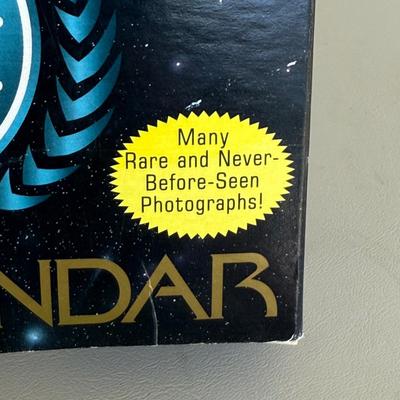 Many
Rare and Never-
Before-Seen
Photographs!
NDAR